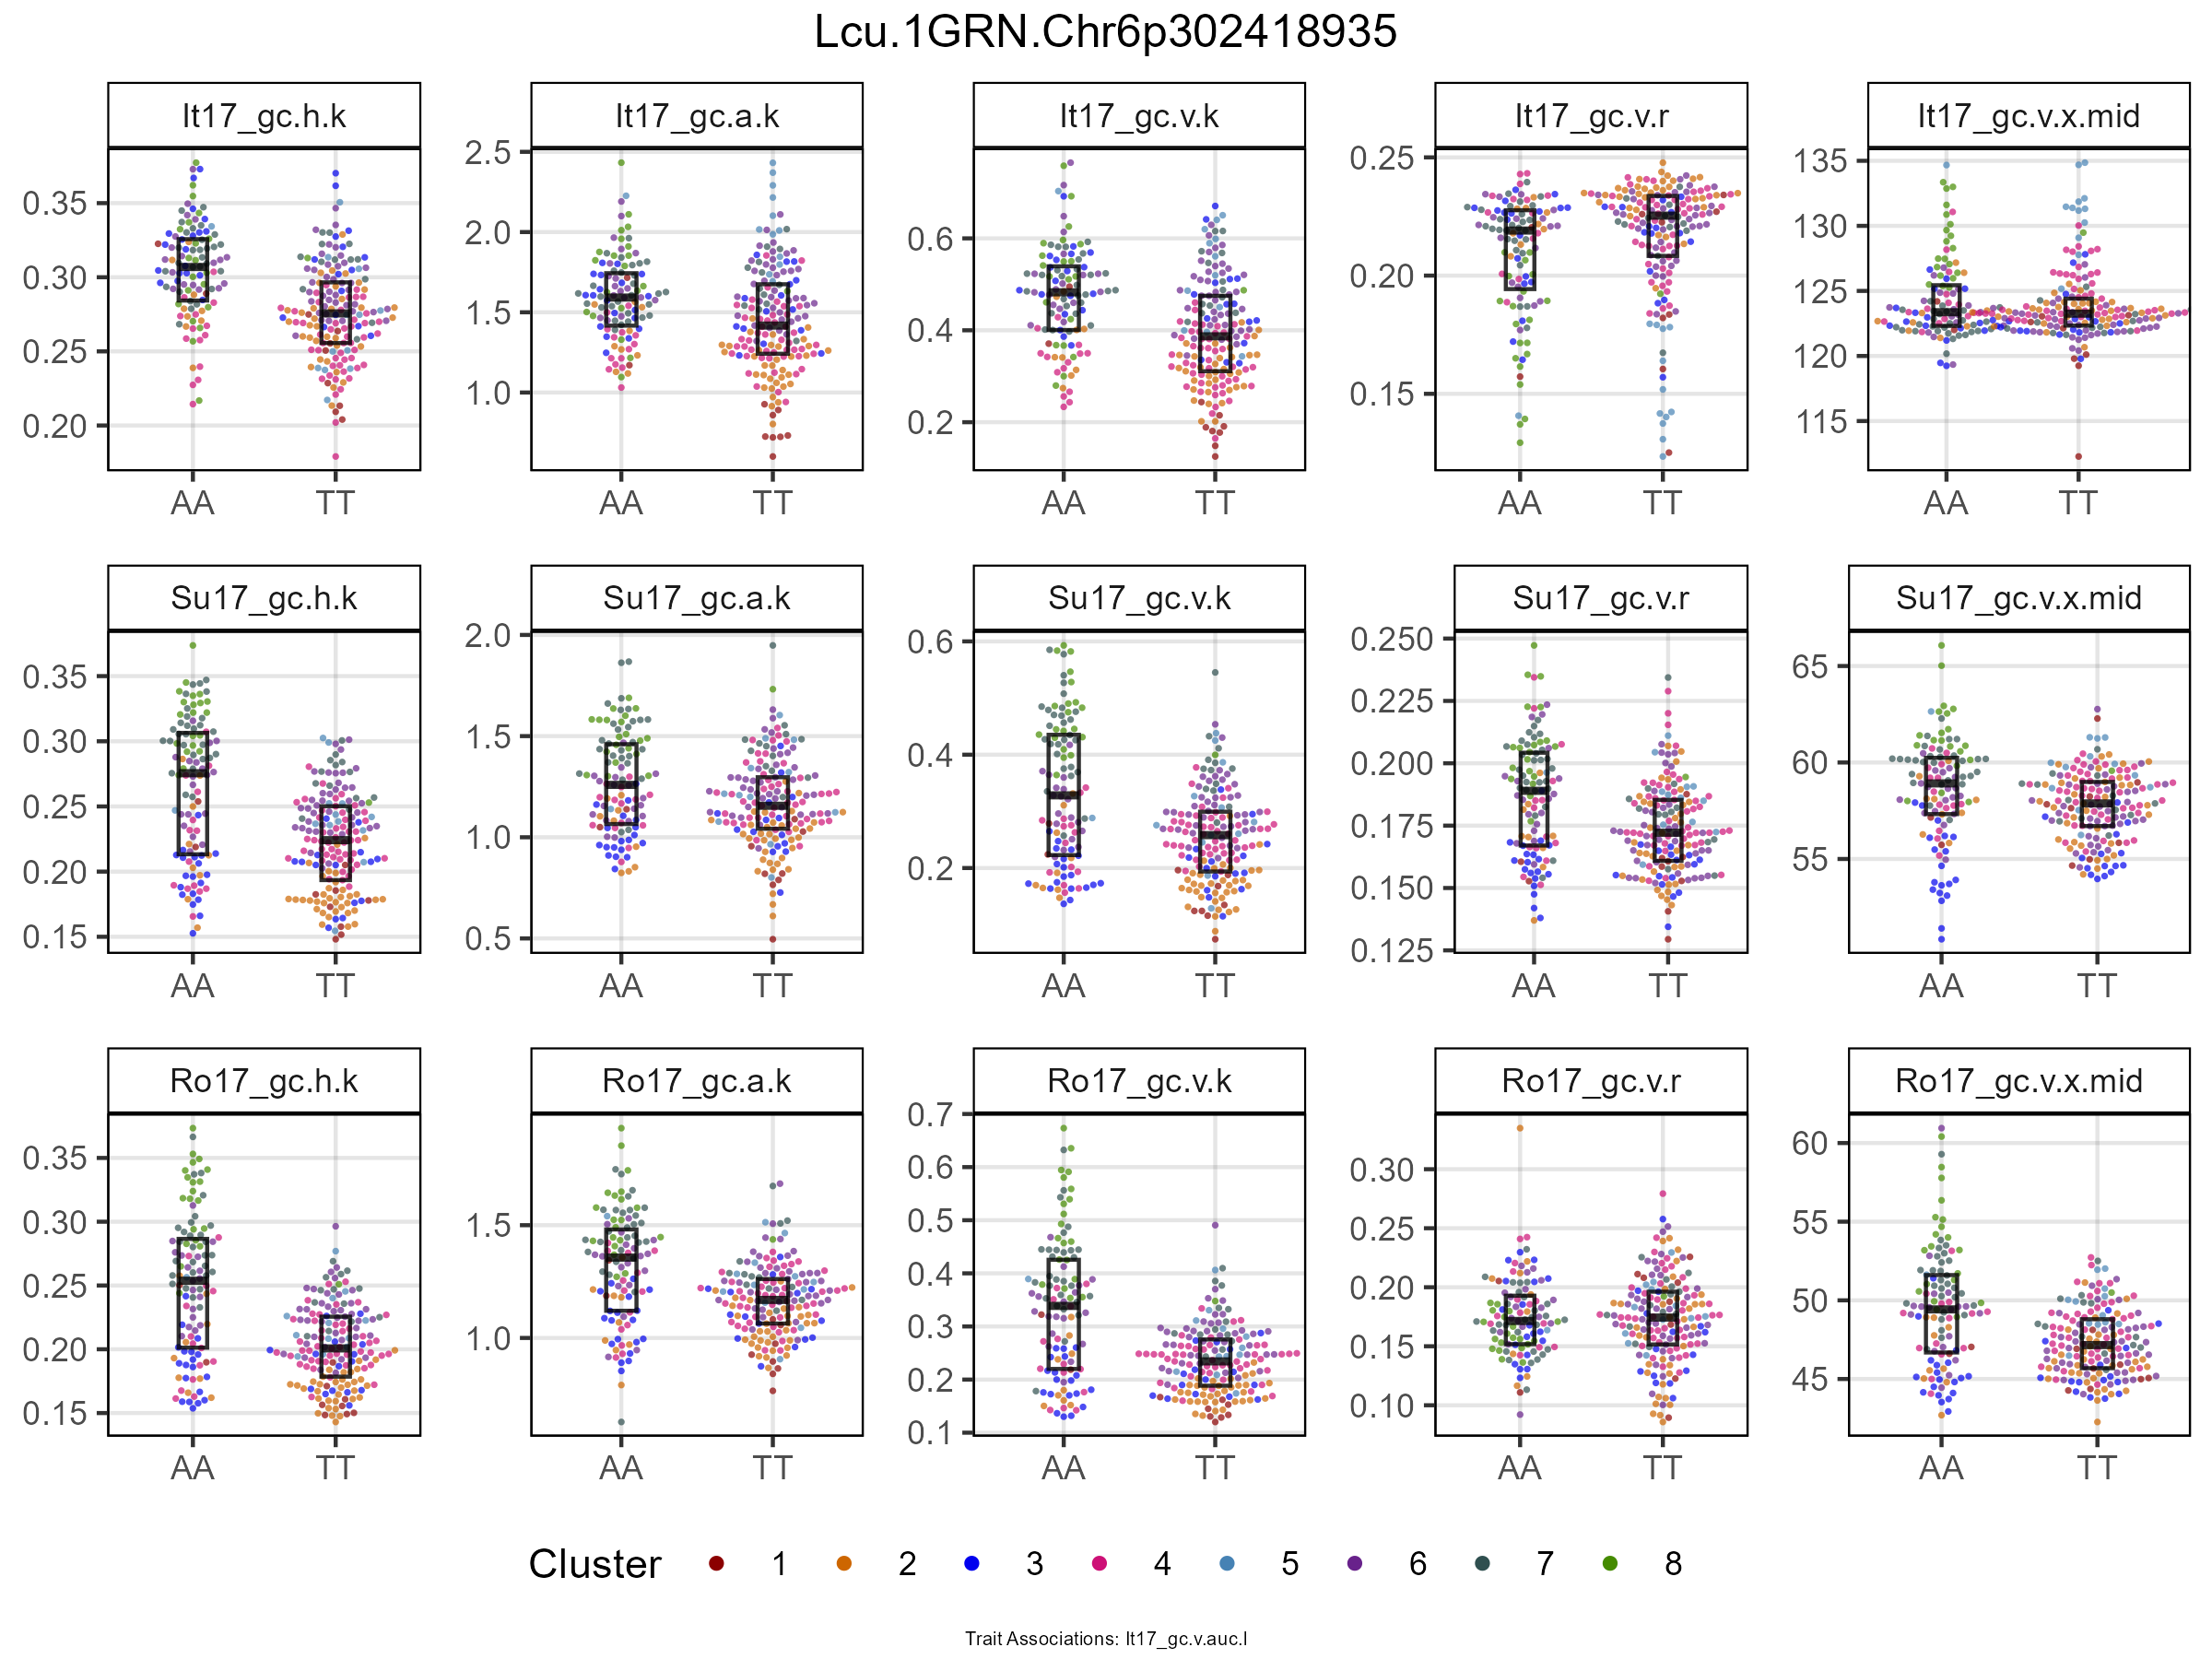 Lcu.1GRN.Chr6p302418935
It17_gc.h.k
It17_gc.a.k
It17_gc.v.k
It17_gc.v.r
It17_gc.v.x.mid
0.35
0.30
0.25
0.20
AA TT
2.5
2.0
1.5
1.0
AA TT
0.6
0.4
0.2
AA TT
0.25
0.20
0.15
AA TT
135
130
125
120
115
AA TT
Su17_gc.h.k
Su17_gc.a.k
Su17_gc.v.k
Su17_gc.v.r
Su17_gc.v.x.mid
0.35
0.30
0.25
0.20
0.15
AA TT
2.0
1.5
1.0
0.5
AA TT
0.6
0.4
0.2
AA TT
0.250
0.225
0.200
0.175
0.150
0.125
AA TT
65
60
55
AA TT
Ro17_gc.h.k
Ro17_gc.a.k
Ro17_gc.v.k
Ro17_gc.v.r
Ro17_gc.v.x.mid
0.35
0.30
0.25
0.20
0.15
AA TT
1.5
1.0
AA TT
0.7
0.6
0.5
0.4
0.3
0.2
0.1
AA TT
0.30
0.25
0.20
0.15
0.10
AA TT
60
55
50
45
AA TT
Cluster 1 2 3 4 5 6 7 8
Trait Associations: It17_gc.v.auc.l